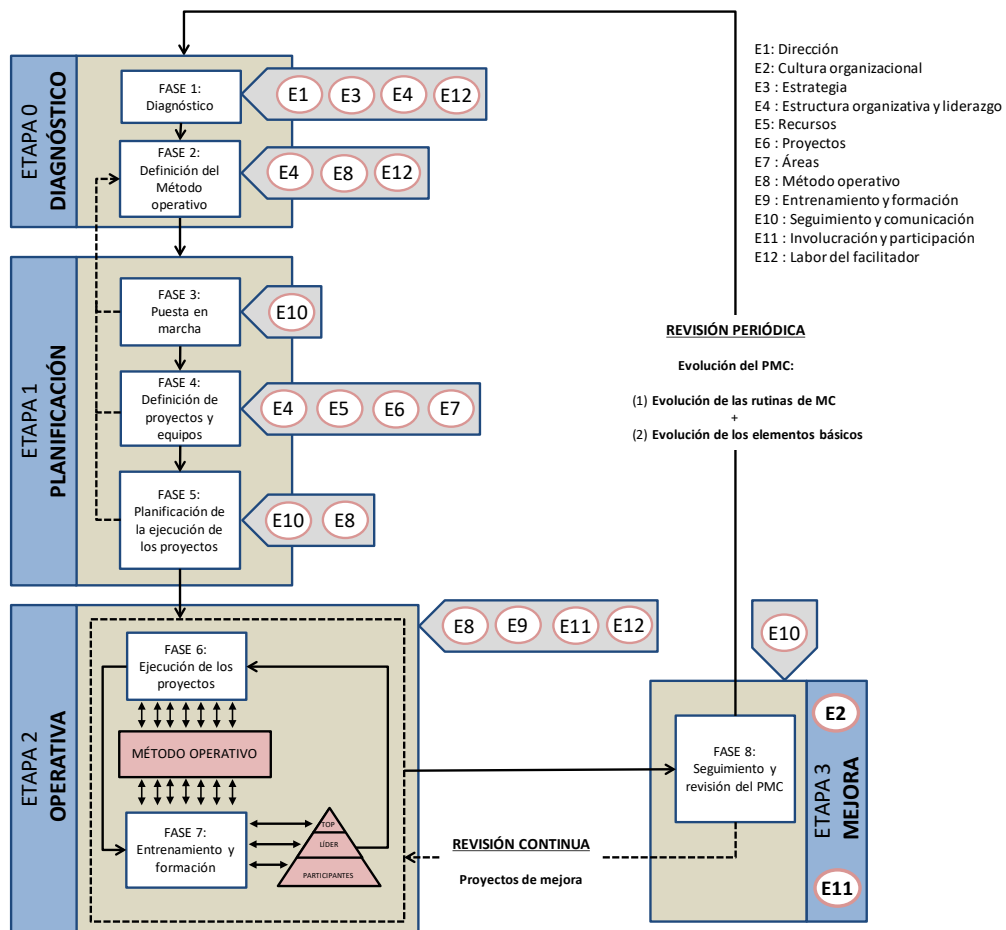 ETAPA 0
DIAGNÓSTICO
FASE 1:
Diagnóstico
E1 E3 E4 E12
FASE 2:
Definición del
Método
operativo
E4 E8 E12
E1: Dirección
E2: Cultura organizacional
E3 : Estrategia
E4 : Estructura organizativa y liderazgo
E5: Recursos
E6 : Proyectos
E7 : Áreas
E8 : Método operativo
E9 : Entrenamiento y formación
E10 : Seguimiento y comunicación
E11 : Involucración y participación
E12 : Labor del facilitador
ETAPA 1
PLANIFICACIÓN
FASE 3:
Puesta en
marcha
E10
FASE 4:
Definición de
proyectos y
equipos
E4 E5 E6 E7
FASE 5:
Planificación de
la ejecución de
los proyectos
E10 E8
REVISIÓN PERIÓDICA
Evolución del PMC:
(1) Evolución de las rutinas de MC
+
(2) Evolución de los elementos básicos
ETAPA 2
OPERATIVA
FASE 6:
Ejecución de los
proyectos
E8 E9 E11 E12
MÉTODO OPERATIVO
FASE 7:
Entrenamiento y
formación
TOP
LÍDER
PARTICIPANTES
REVISIÓN CONTINUA
Proyectos de mejora
E10
FASE 8:
Seguimiento y
revisión del PMC
E2
ETAPA 3
MEJORA
E11